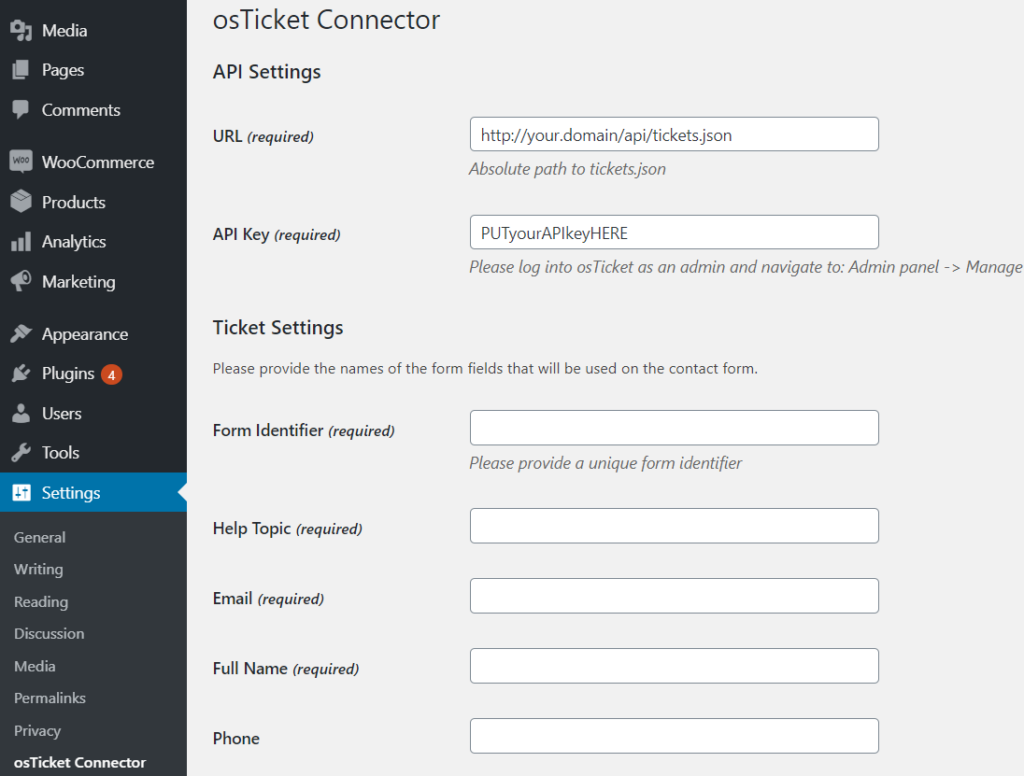 Media
Pages
Comments
WOO WooCommerce
Products
Analytics
Marketing
Appearance
Plugins 4
Users
Tools
Settings
General
Writing
Reading
Discussion
Media
Permalinks
Privacy
osTicket Connector
osTicket Connector
API Settings
URL (required) http://your.domain/api/tickets.json
Absolute path to tickets.json
API Key (required) PUTyourAPIkeyHERE
Please log into osTicket as an admin and navigate to: Admin panel -> Manage
Ticket Settings
Please provide the names of the form fields that will be used on the contact form.
Form Identifier (required)
Please provide a unique form identifier
Help Topic (required)
Email (required)
Full Name (required)
Phone